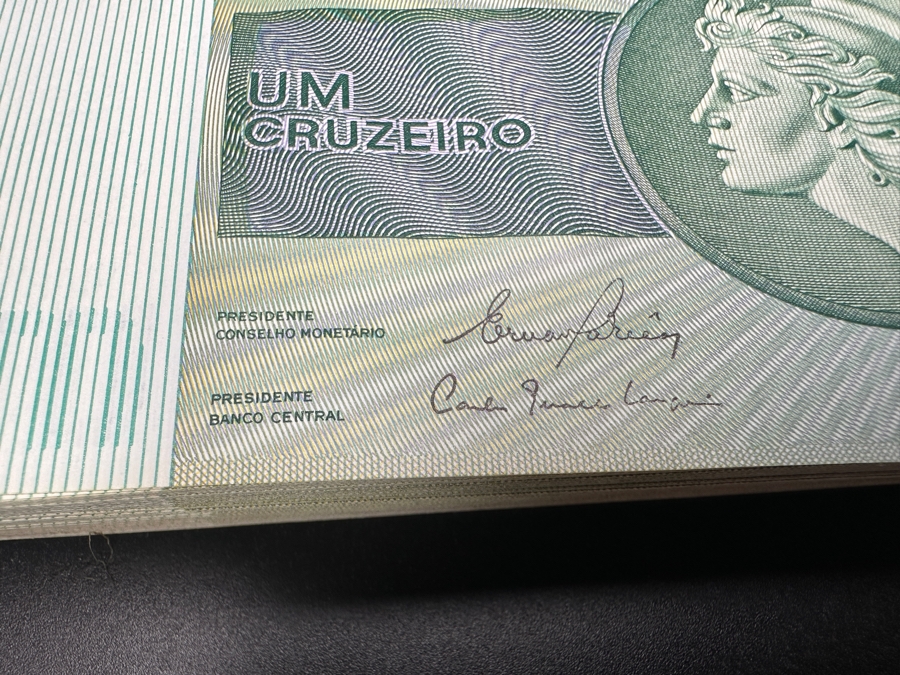 UM
CRUZEIRO
PRESIDENTE
CONSELHO MONETÁRIO
PRESIDENTE
BANCO CENTRAL